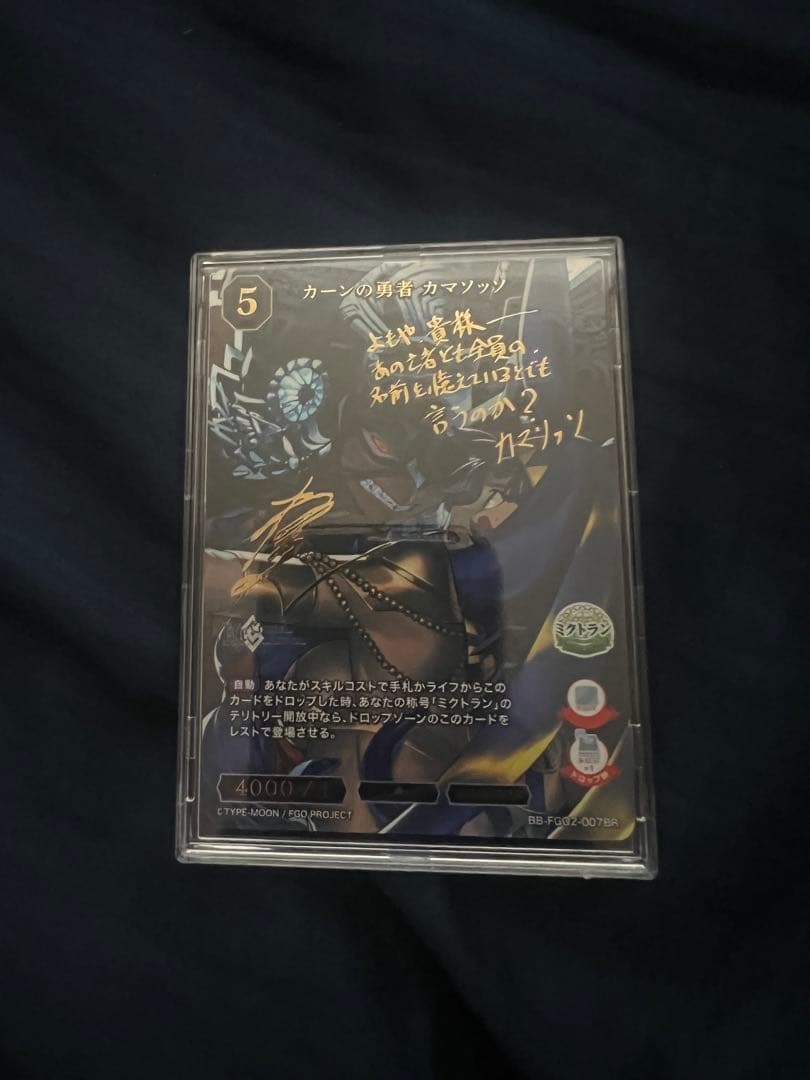 5
カーンの勇者 カマソッソ
よもや、貴様──
あの者ども全員の
名前を憶えているとでも
言うのか？
カマソッソ
ミクトラン
自動 あなたがスキルコストで手札かライフからこの
カードをドロップした時、あなたの称号「ミクトラン」の
テリトリー開放中なら、ドロップゾーンのこのカードを
レストで登場させる。
ドロップ時
4000 / 1
©TYPE-MOON / FGO PROJECT
BB-FGO2-007BR